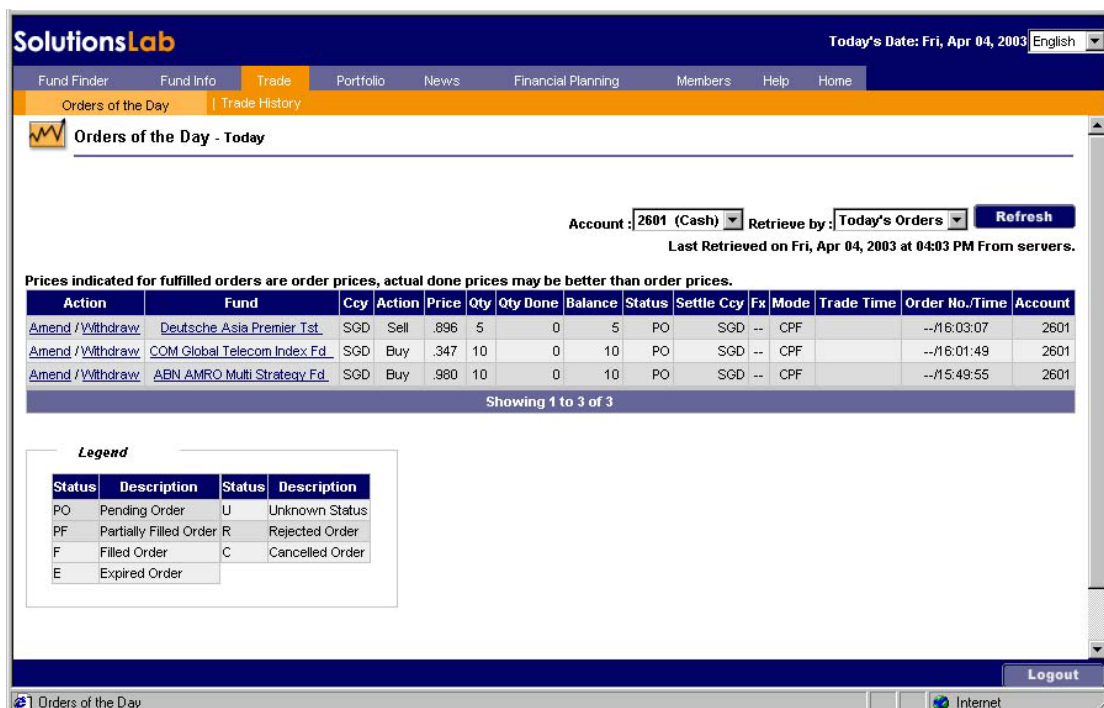 SolutionsLab
Today's Date: Fri, Apr 04, 2003 English
Fund Finder Fund Info Trade Portfolio News Financial Planning Members Help Home
Orders of the Day | Trade History
Orders of the Day - Today
Account : 2601 (Cash) Retrieve by : Today's Orders Refresh
Last Retrieved on Fri, Apr 04, 2003 at 04:03 PM From servers.
Prices indicated for fulfilled orders are order prices, actual done prices may be better than order prices.
Action Fund Ccy Action Price Qty Qty Done Balance Status Settle Ccy Fx Mode Trade Time Order No./Time Account
Amend / Withdraw Deutsche Asia Premier Tst SGD Sell .896 5 0 5 PO SGD -- CPF --/16:03:07 2601
Amend / Withdraw COM Global Telecom Index Fd SGD Buy .347 10 0 10 PO SGD -- CPF --/16:01:49 2601
Amend / Withdraw ABN AMRO Multi Strategy Fd SGD Buy .980 10 0 10 PO SGD -- CPF --/15:49:55 2601
Showing 1 to 3 of 3
Legend
Status Description Status Description
PO Pending Order U Unknown Status
PF Partially Filled Order R Rejected Order
F Filled Order C Cancelled Order
E Expired Order
Logout
Orders of the Day Internet